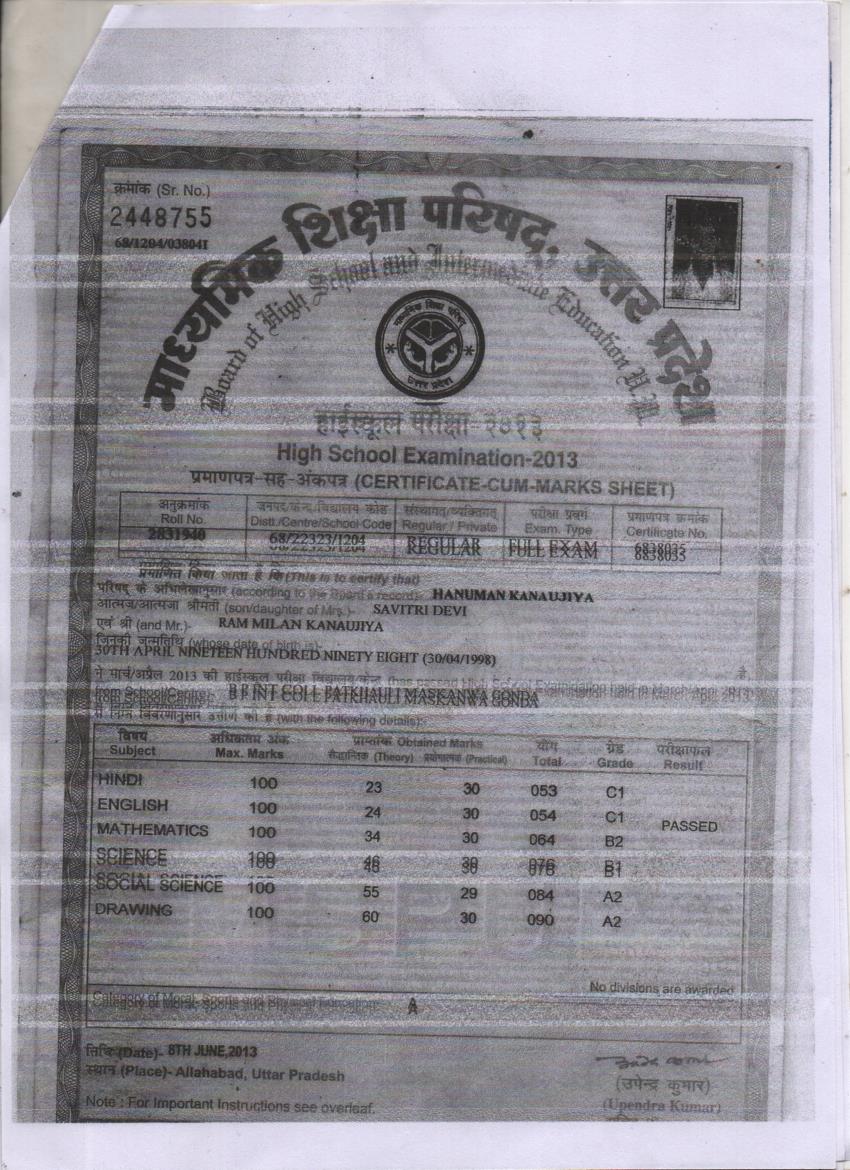 क्रमांक (Sr. No.)
2448755
68/1204/038041
माध्यमिक शिक्षा परिषद, उत्तर प्रदेश
Board of High School and Intermediate Education U.P.
माध्यमिक शिक्षा परिषद
उत्तर प्रदेश
हाईस्कूल परीक्षा-२०१३
High School Examination-2013
प्रमाणपत्र-सह-अंकपत्र (CERTIFICATE-CUM-MARKS SHEET)
अनुक्रमांक जनपद/केन्द्र/विद्यालय कोड संस्थागत/व्यक्तिगत परीक्षा प्रवर्ग प्रमाणपत्र क्रमांक
Roll No. Distt./Centre/School Code Regular / Private Exam. Type Certificate No.
2831940 68/22323/1204 REGULAR FULL EXAM
प्रमाणित किया जाता है कि (This is to certify that)
परिषद के अभिलेखानुसार (according to the Board's record)- HANUMAN KANAUJIYA
आत्मज/आत्मजा श्रीमती (son/daughter of Mrs.)- SAVITRI DEVI
एवं श्री (and Mr.)- RAM MILAN KANAUJIYA
जिनकी जन्मतिथि (whose date of birth is)-
30TH APRIL NINETEEN HUNDRED NINETY EIGHT (30/04/1998)
ने मार्च/अप्रैल 2013 की हाईस्कूल परीक्षा विद्यालय/केन्द्र (has passed High School Examination held in March-April 2013 है
from School/Centre)- B P INT COLL PATKHAULI MASKANWA GONDA
से निम्न विवरणानुसार उत्तीर्ण की है (with the following details):-
विषय अधिकतम अंक प्राप्तांक Obtained Marks योग ग्रेड परीक्षाफल
Subject Max. Marks सैद्धान्तिक (Theory) प्रयोगात्मक (Practical) Total Grade Result
HINDI 100 23 30 053 C1
ENGLISH 100 24 30 054 C1
MATHEMATICS 100 34 30 064 B2 PASSED
SCIENCE 100 46 30 076 B1
SOCIAL SCIENCE 100 55 29 084 A2
DRAWING 100 60 30 090 A2
No divisions are awarded
Category of Moral, Sports and Physical Education- A
तिथि (Date)- 8TH JUNE,2013
स्थान (Place)- Allahabad, Uttar Pradesh
(उपेन्द्र कुमार)
Note : For Important Instructions see overleaf.
(Upendra Kumar)